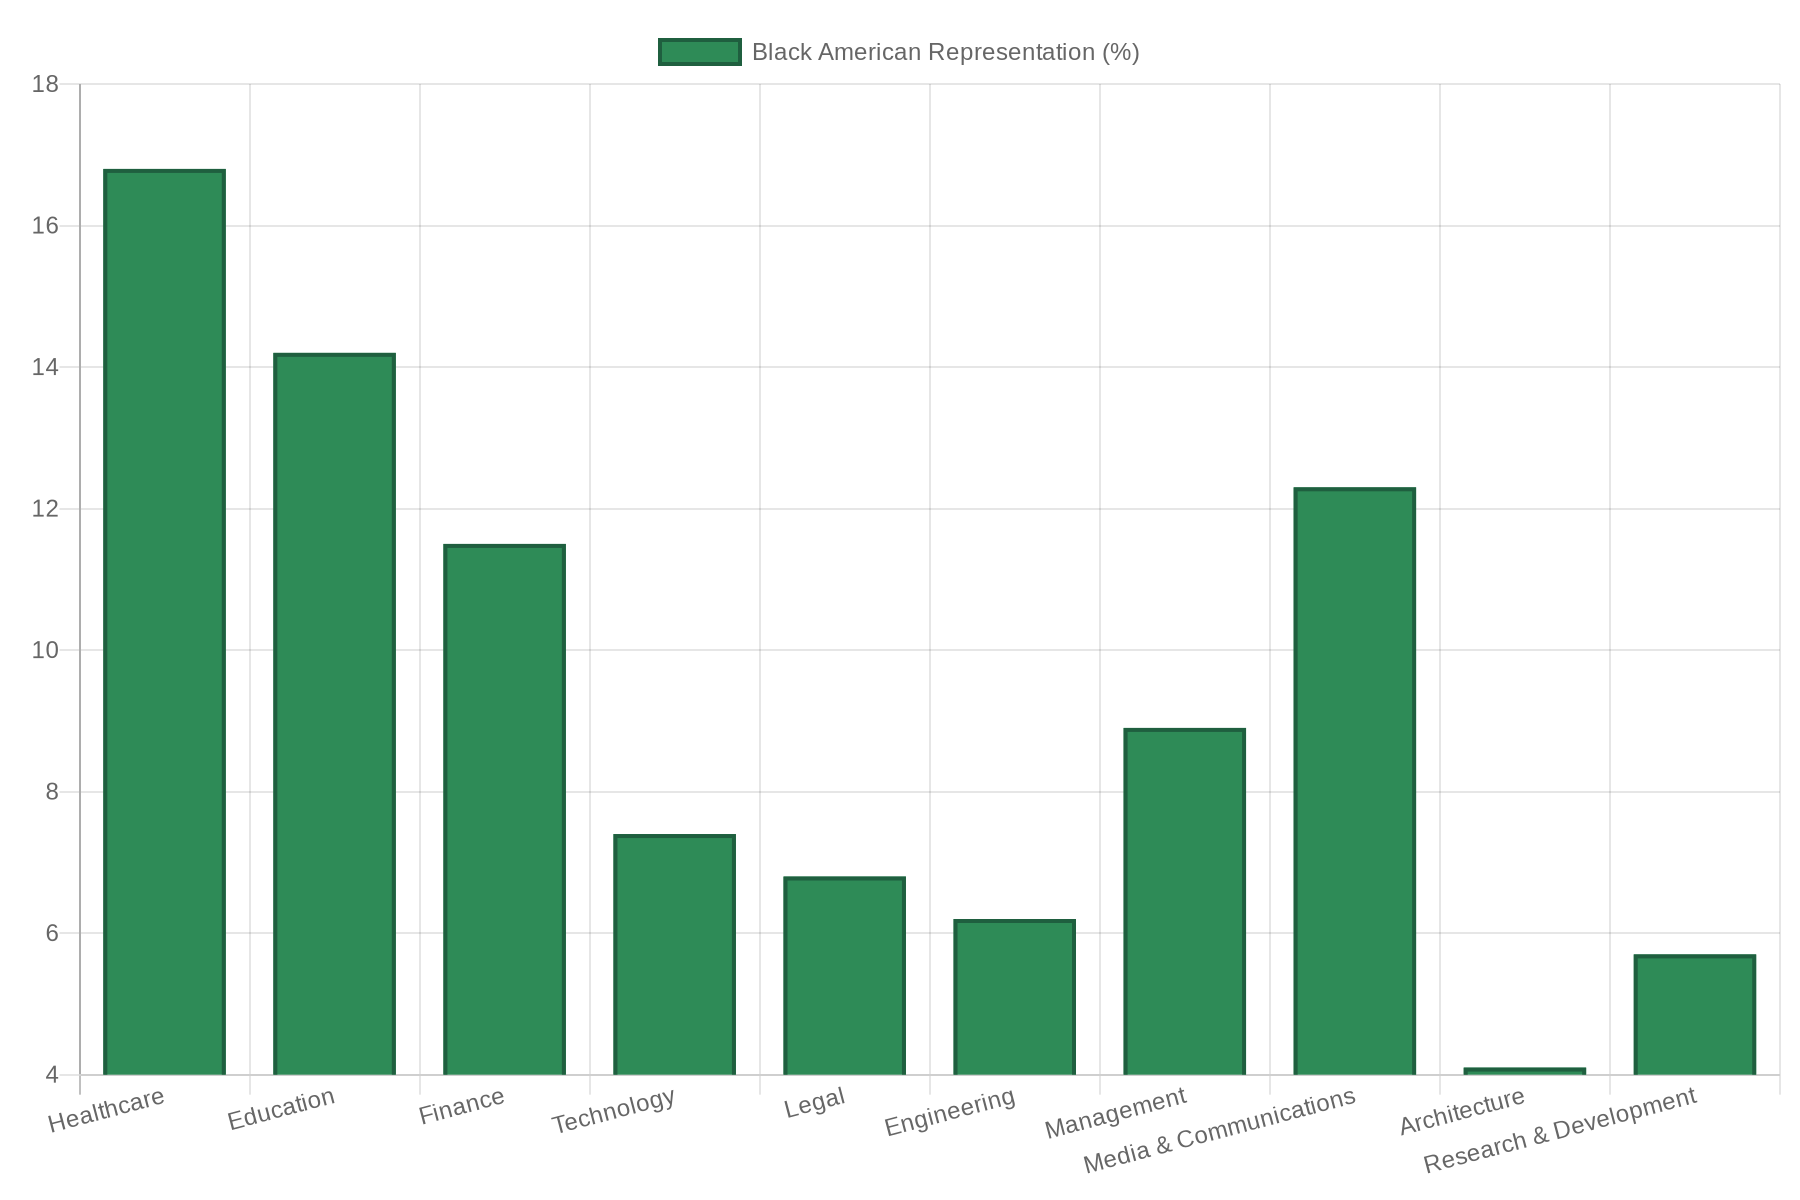 Black American Representation (%)
18
16
14
12
10
8
6
4
Healthcare
Education
Finance
Technology
Legal
Engineering
Management
Media & Communications
Architecture
Research & Development